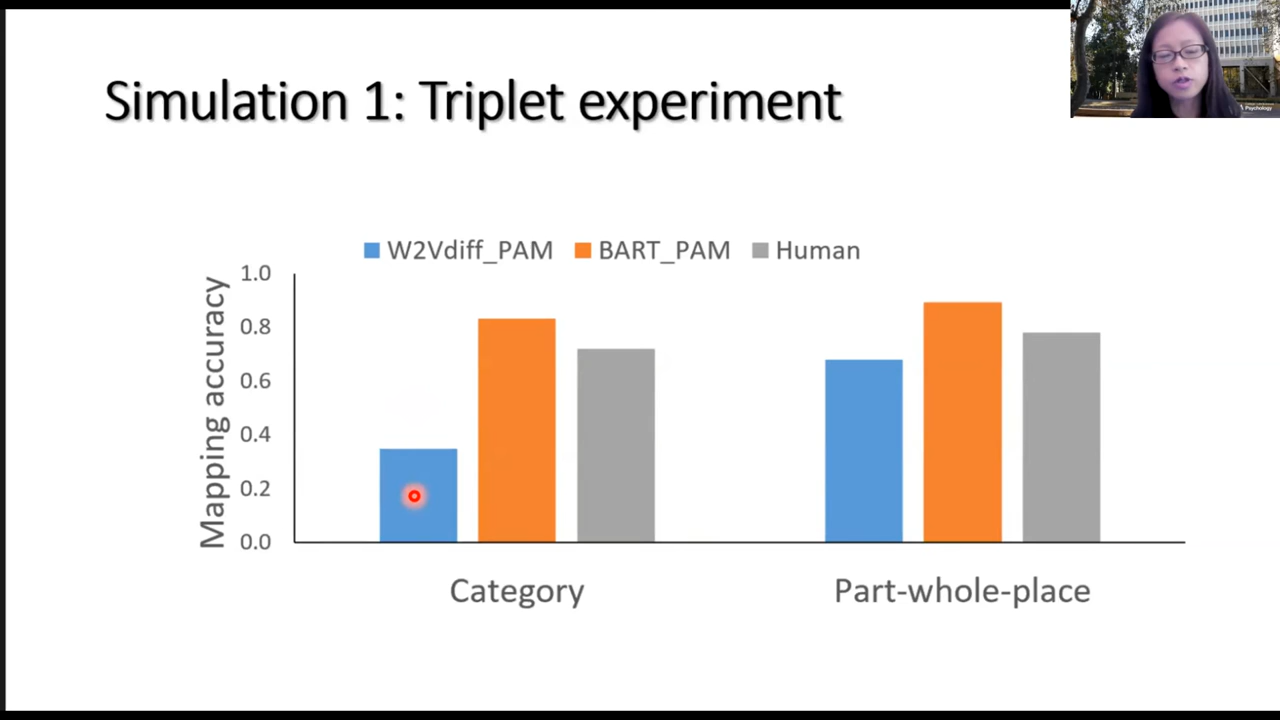 Simulation 1: Triplet experiment
W2Vdiff_PAM BART_PAM Human
Mapping accuracy
1.0
0.8
0.6
0.4
0.2
0.0
Category Part-whole-place
Psychology